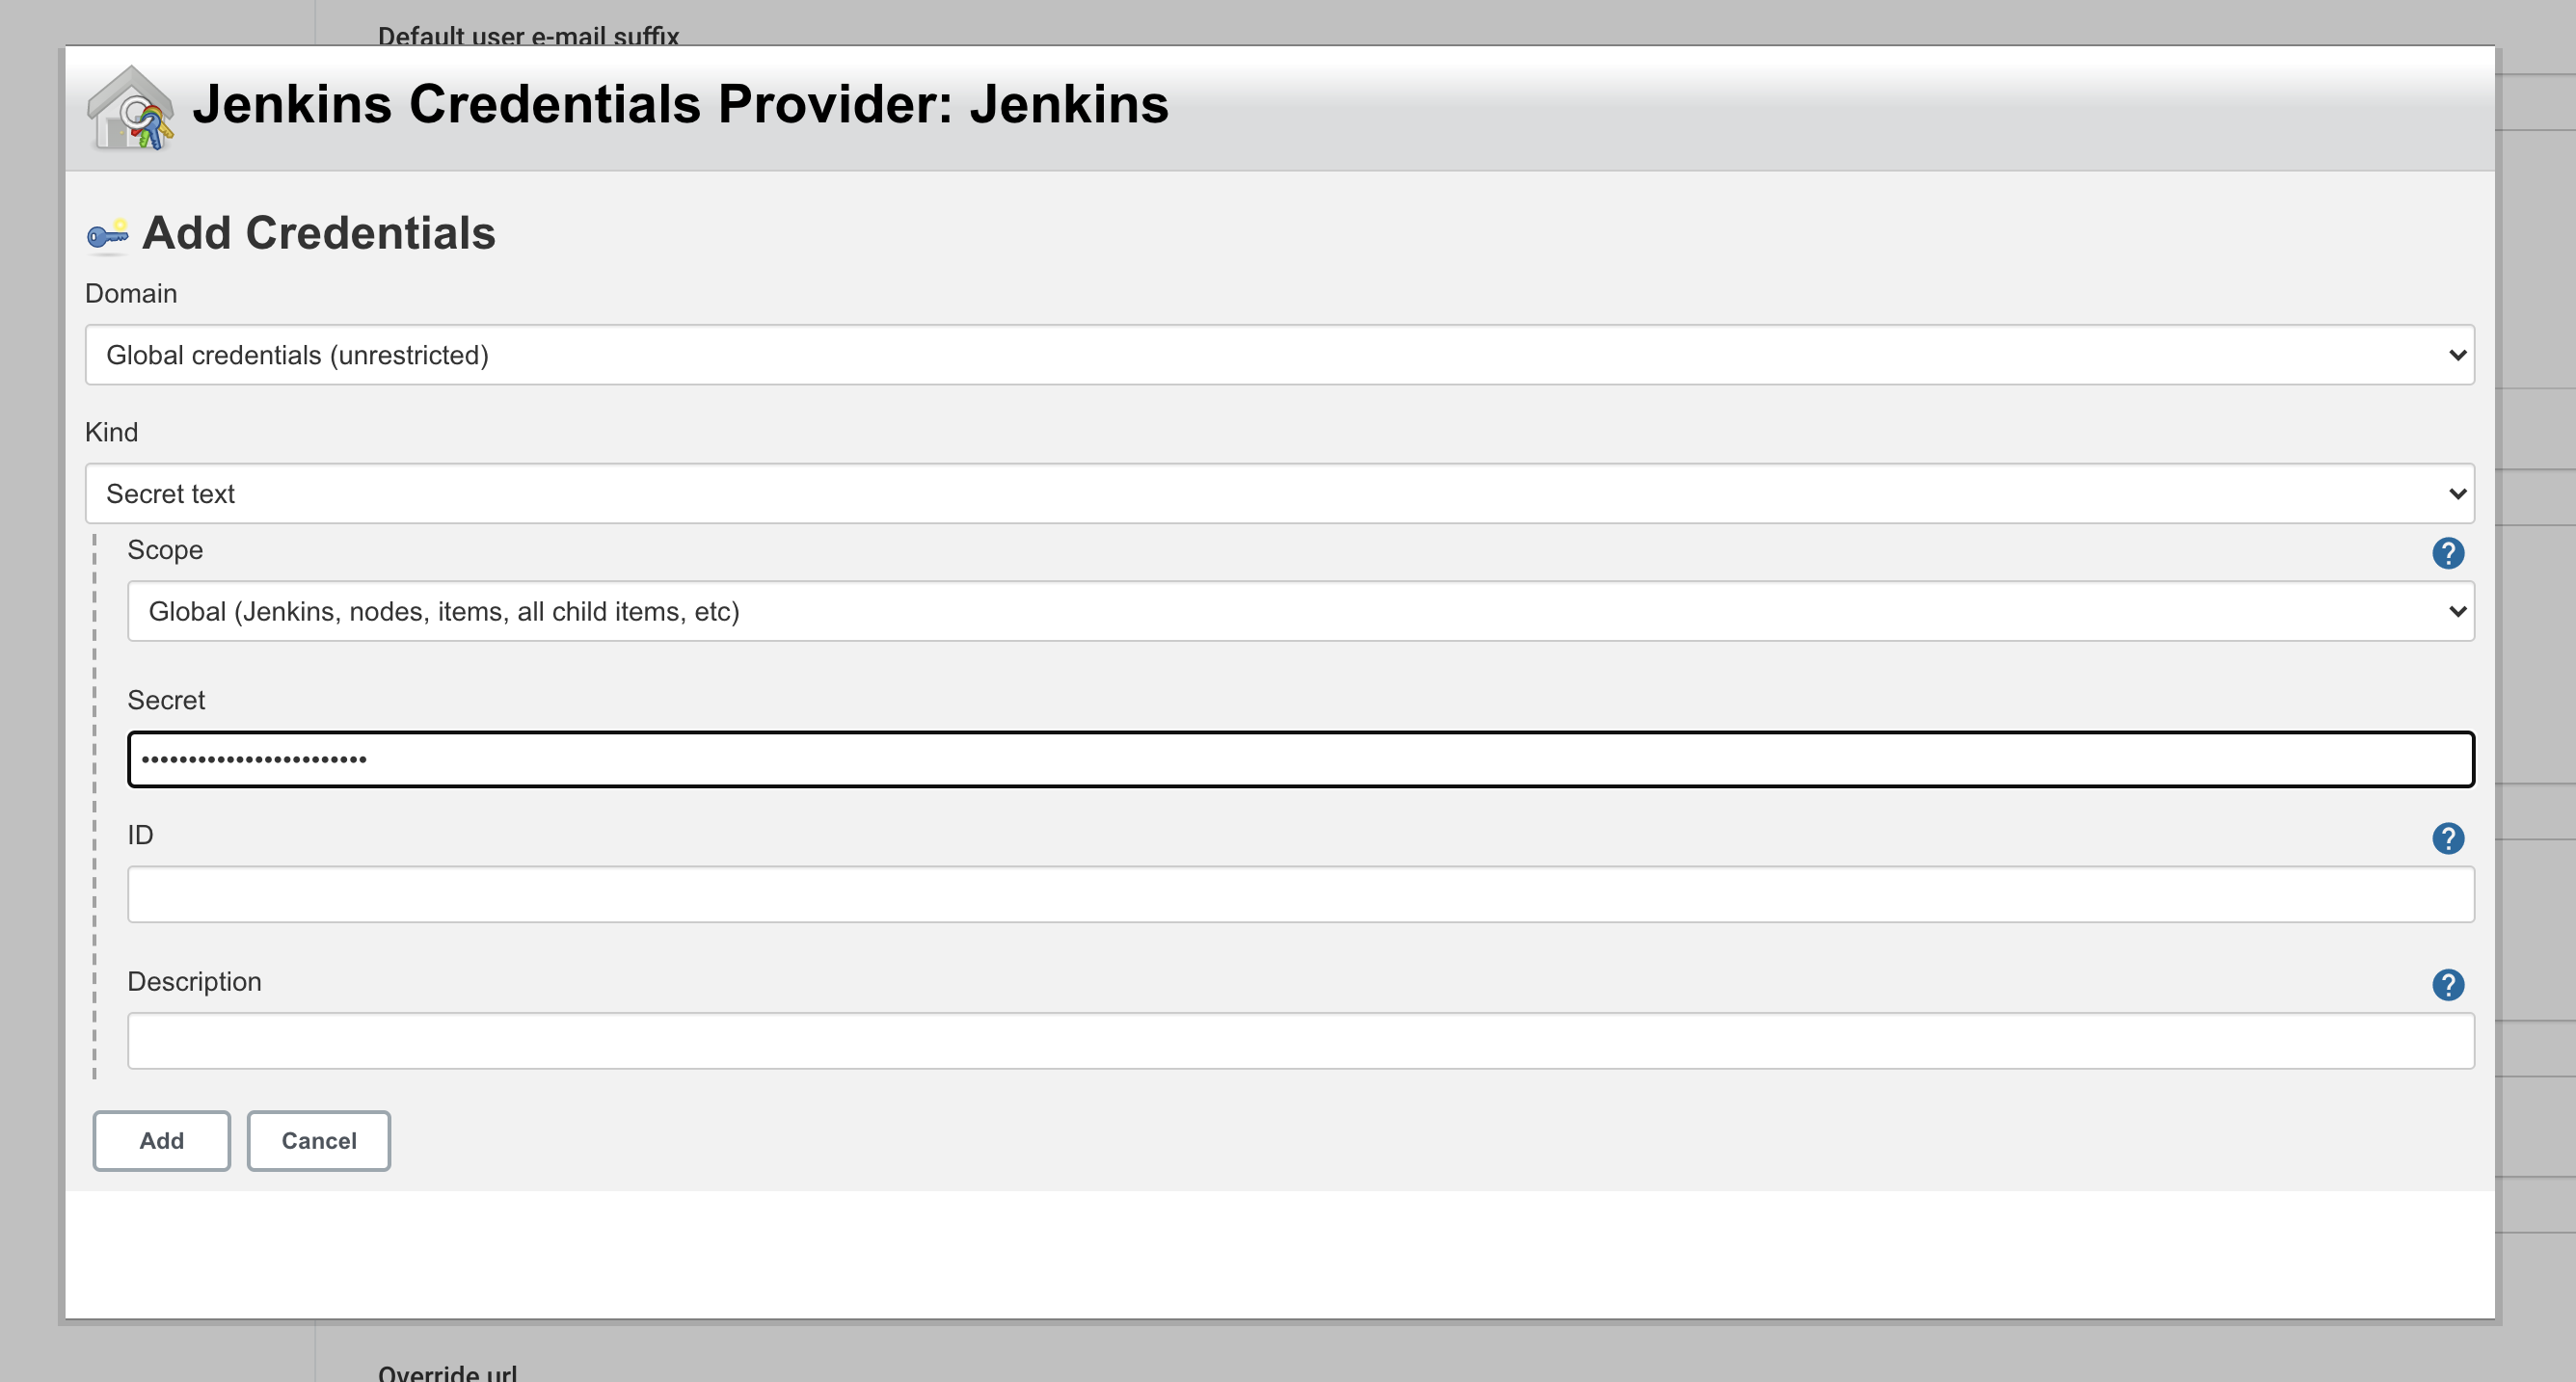 Default user e-mail suffix
Jenkins Credentials Provider: Jenkins
Add Credentials
Domain
Global credentials (unrestricted)
Kind
Secret text
Scope
?
Global (Jenkins, nodes, items, all child items, etc)
Secret
••••••••••••••••••••••••
ID
?
Description
?
Add
Cancel
Override url